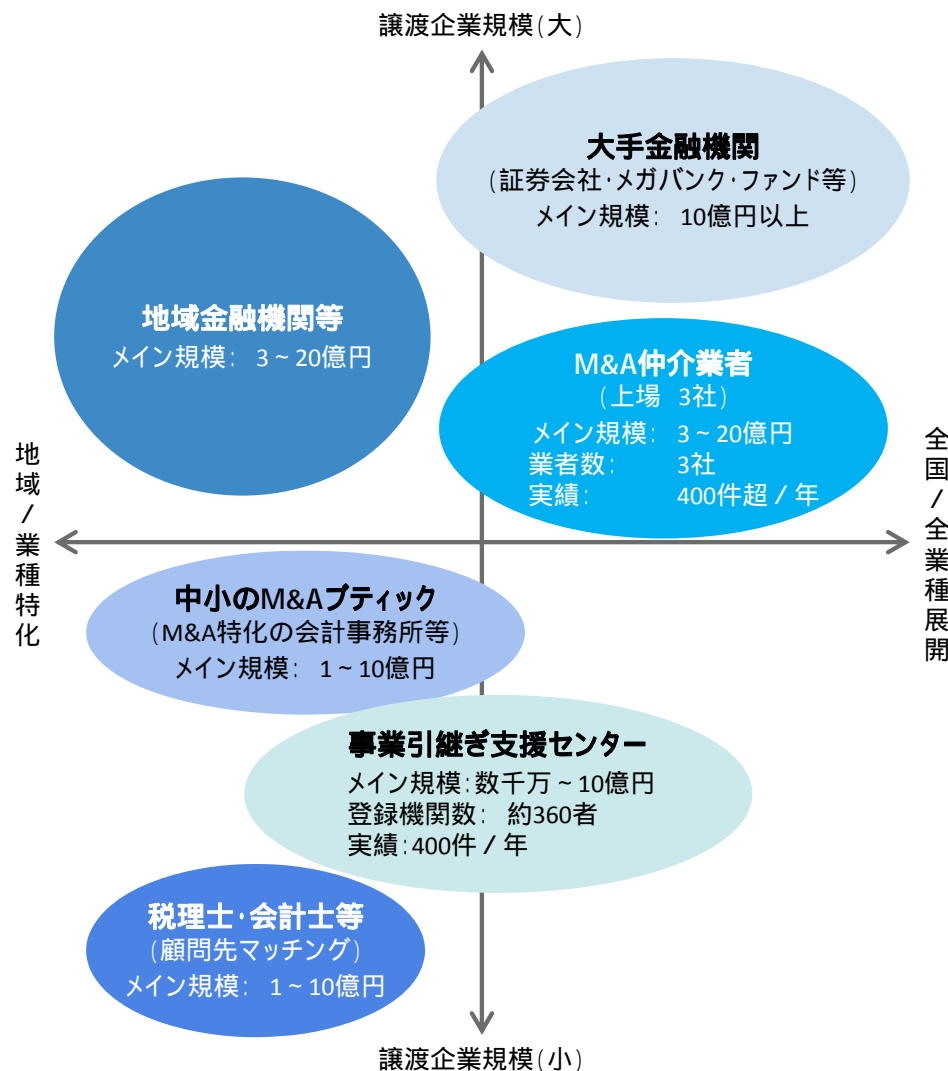 譲渡企業規模(大)
大手金融機関
(証券会社・メガバンク・ファンド等)
メイン規模: 10億円以上
地域金融機関等
メイン規模: 3~20億円
M&A仲介業者
(上場 3社)
メイン規模: 3~20億円
業者数: 3社
実績: 400件超/年
地域/業種特化
全国/全業種展開
中小のM&Aブティック
(M&A特化の会計事務所等)
メイン規模: 1~10億円
事業引継ぎ支援センター
メイン規模:数千万~10億円
登録機関数: 約360者
実績:400件/年
税理士・会計士等
(顧問先マッチング)
メイン規模: 1~10億円
譲渡企業規模(小)